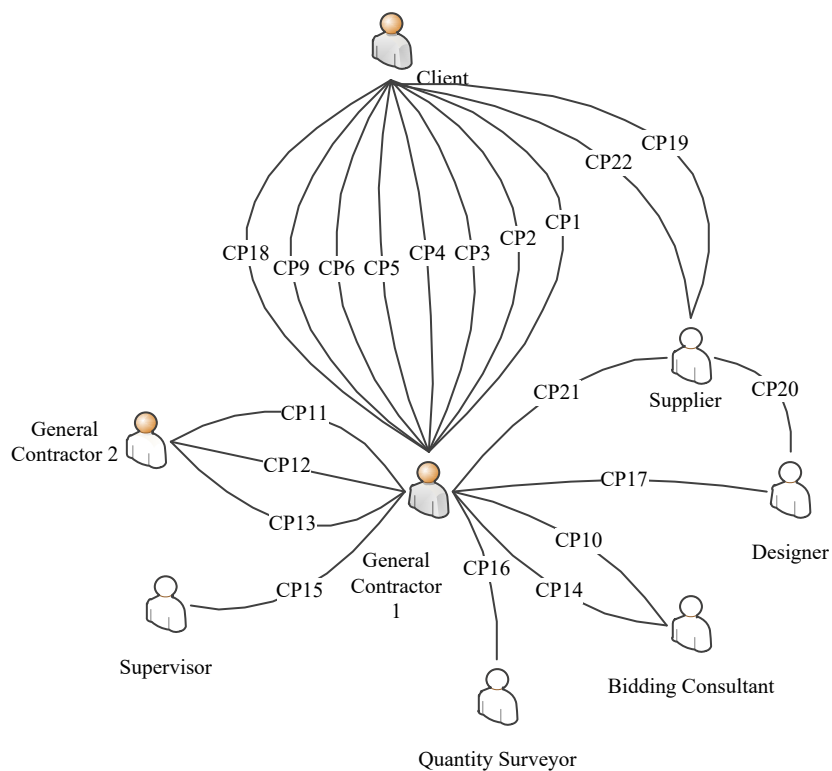 Client
CP19
CP22
CP1
CP2
CP18
CP4
CP3
CP9
CP6
CP5
CP21
CP20
Supplier
CP11
General
Contractor 2
CP12
CP17
CP13
CP10
Designer
General
Contractor
1
CP16
CP15
CP14
Supervisor
Bidding Consultant
Quantity Surveyor